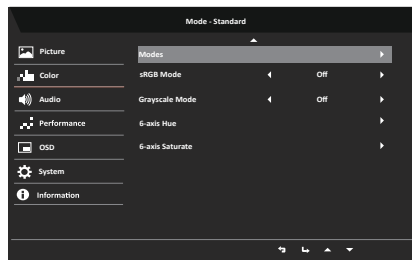 Mode - Standard
Picture
Color
Audio
Performance
OSD
System
Information
Modes
sRGB Mode Off
Grayscale Mode Off
6-axis Hue
6-axis Saturate